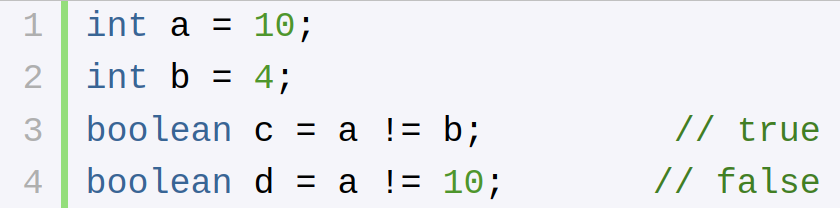 1 int a = 10;
2 int b = 4;
3 boolean c = a != b; // true
4 boolean d = a != 10; // false